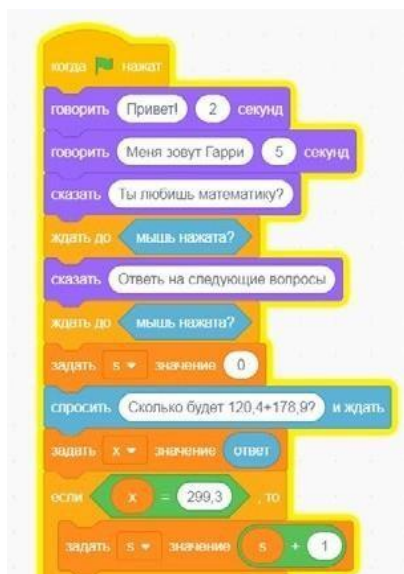 когда нажат
говорить Привет! 2 секунд
говорить Меня зовут Гарри 5 секунд
сказать Ты любишь математику?
ждать до мышь нажата?
сказать Ответь на следующие вопросы
ждать до мышь нажата?
задать s значение 0
спросить Сколько будет 120,4+178,9? и ждать
задать x значение ответ
если x = 299,3 , то
задать s значение s + 1